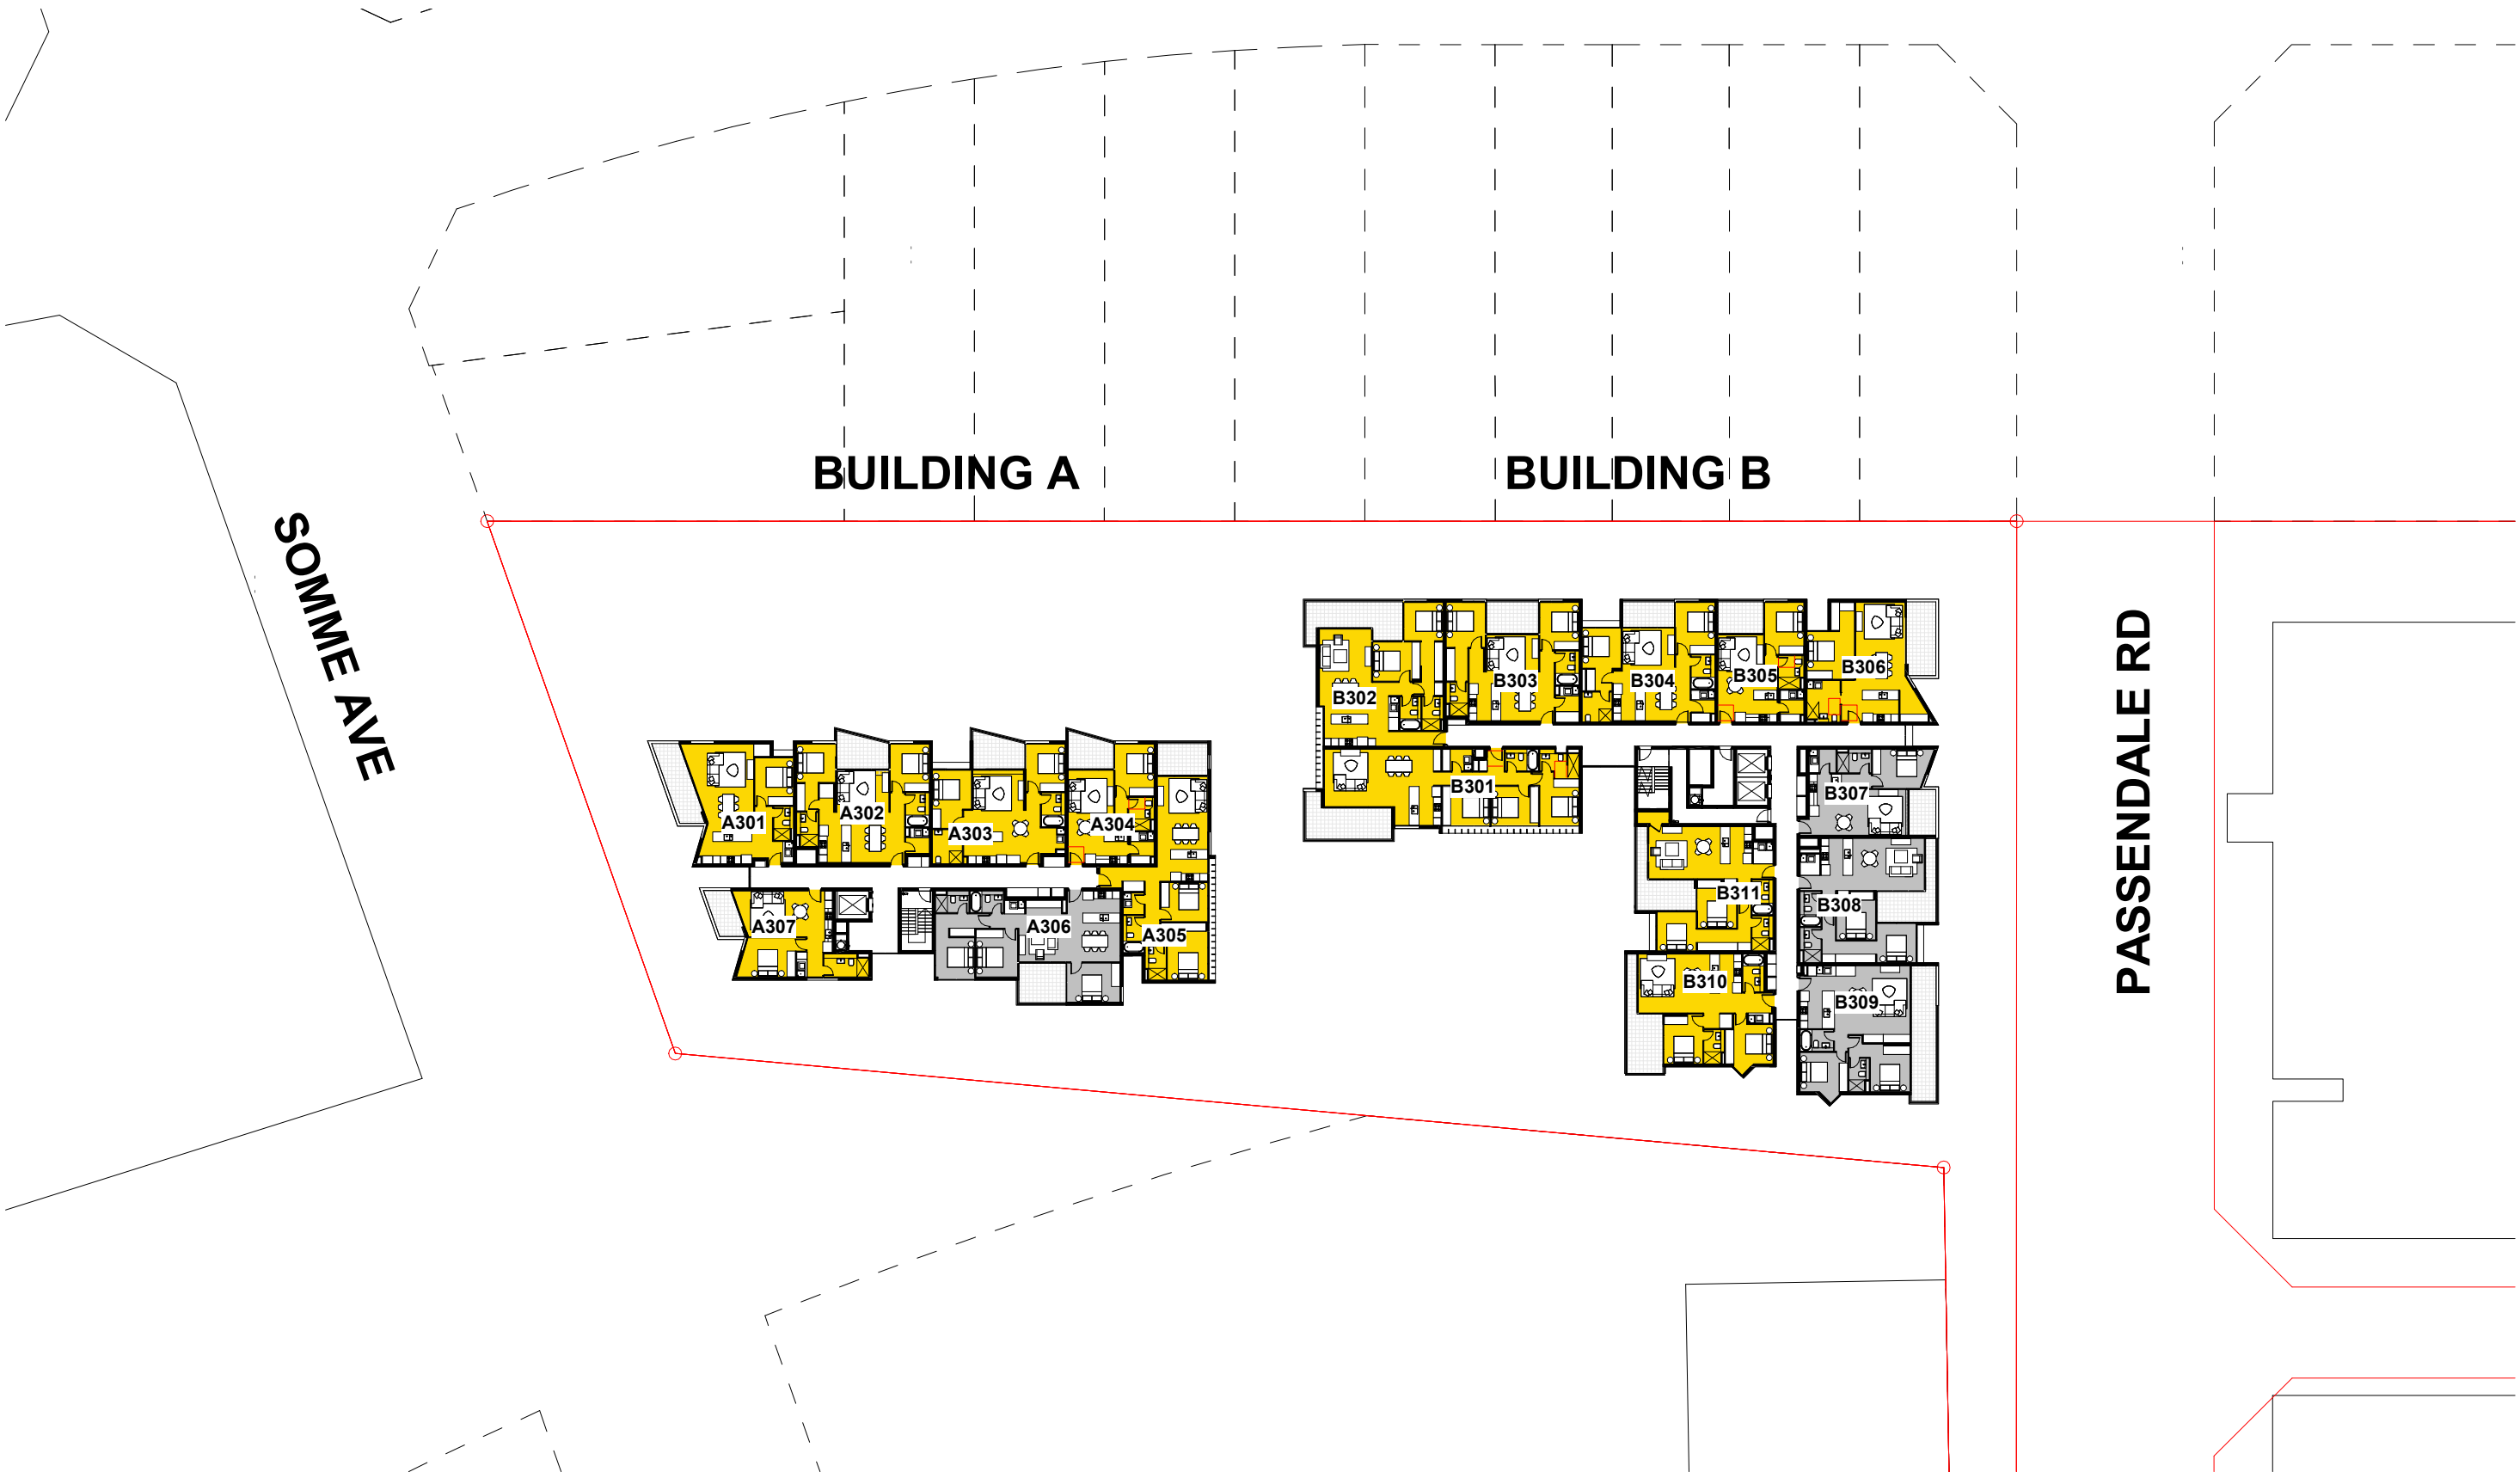 BUILDING A
BUILDING B
SOMME AVE
PASSENDALE RD
B302
B303
B304
B305
B306
B301
B307
A301
A302
A303
A304
B311
B308
A307
A306
A305
B310
B309